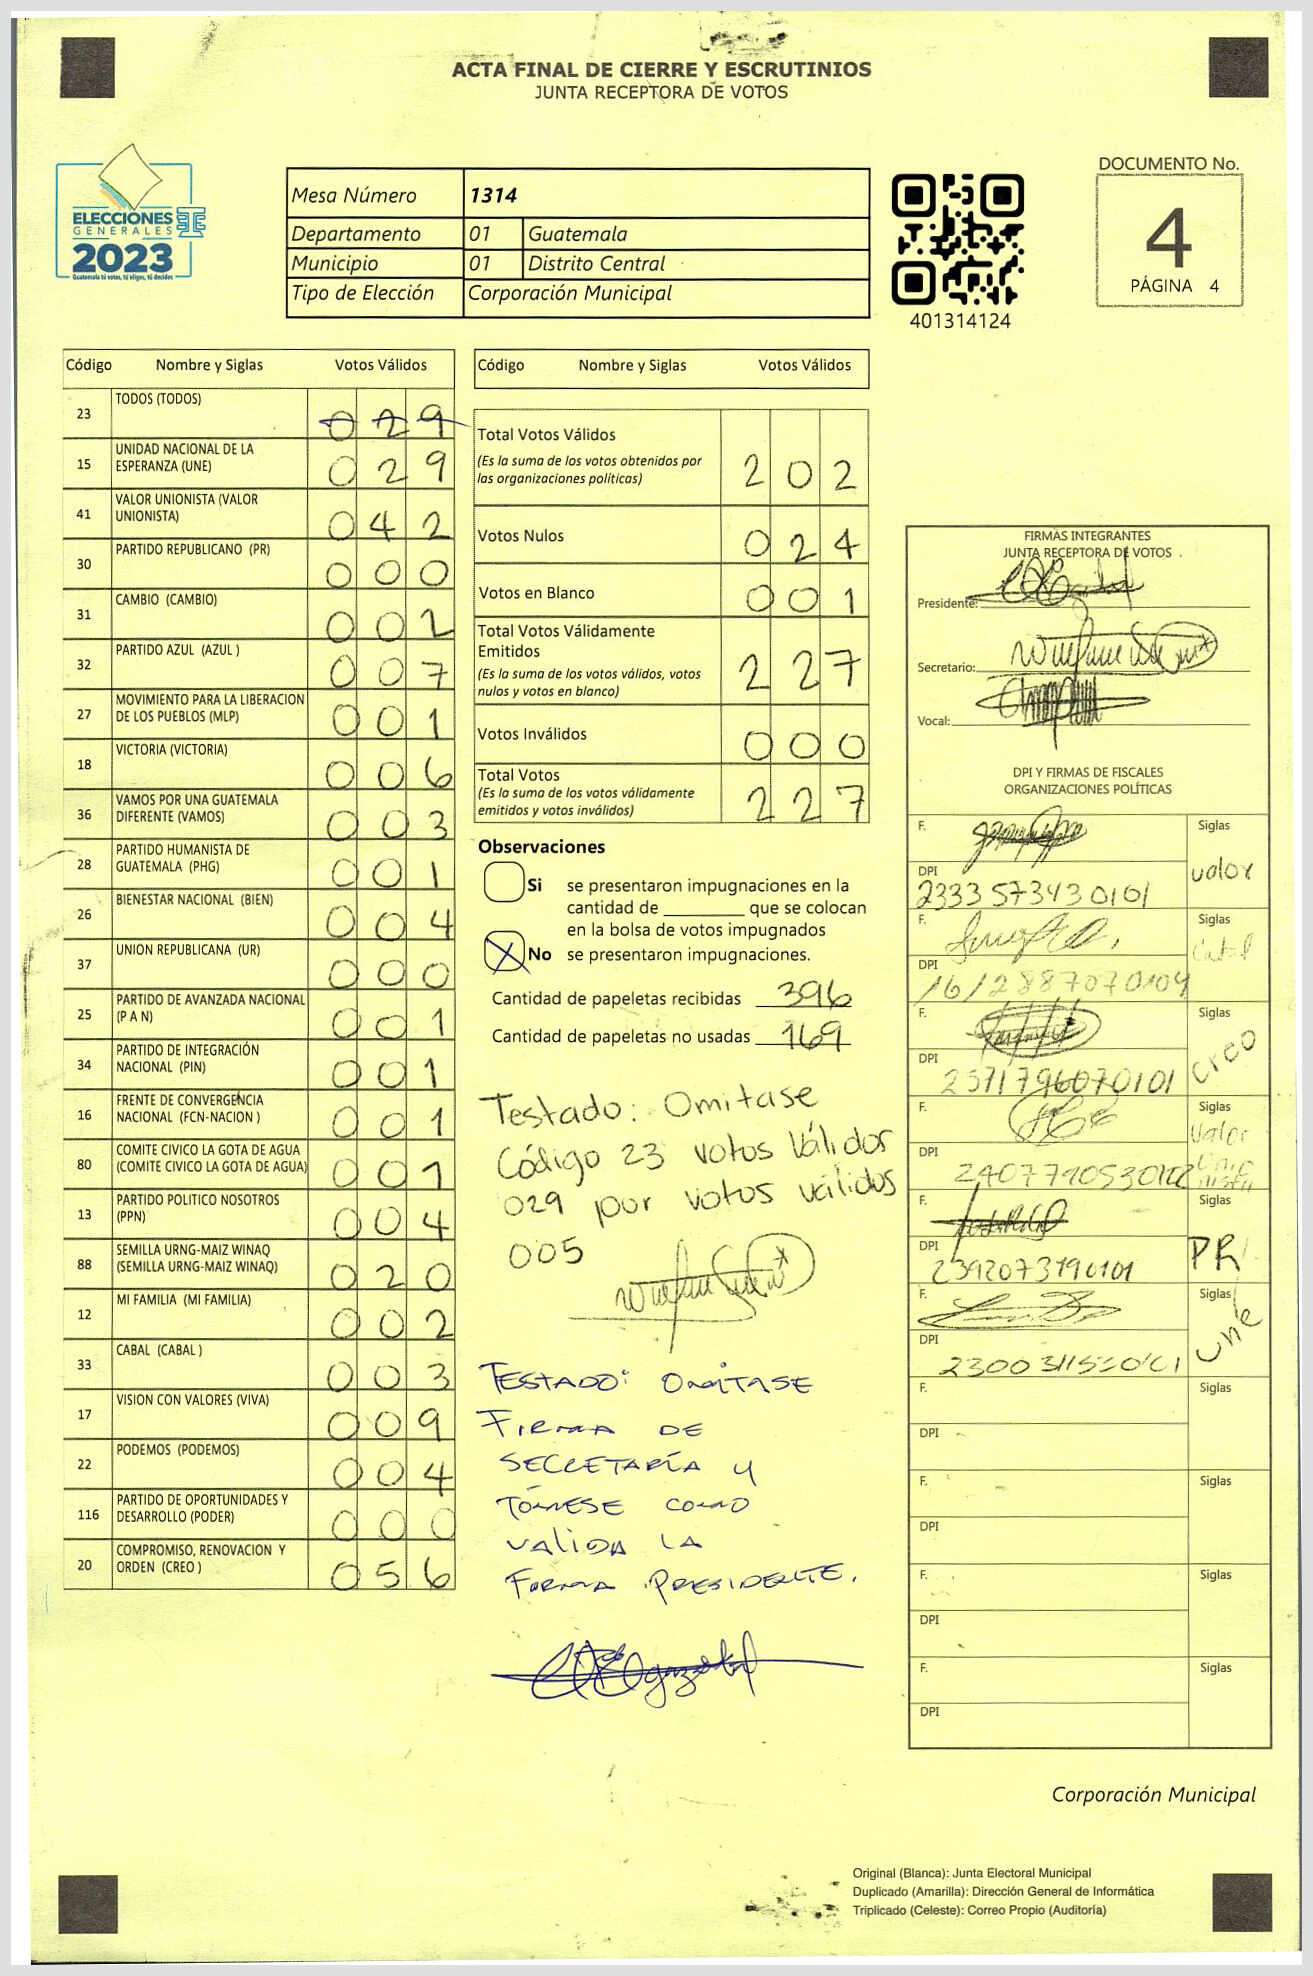 ACTA FINAL DE CIERRE Y ESCRUTINIOS
JUNTA RECEPTORA DE VOTOS
ELECCIONES
GENERALES
2023
Guatemala tú votas, tú eliges, tú decides
Mesa Número 1314
Departamento 01 Guatemala
Municipio 01 Distrito Central
Tipo de Elección Corporación Municipal
401314124
DOCUMENTO No.
4
PÁGINA 4
Código Nombre y Siglas Votos Válidos
23 TODOS (TODOS) 029
15 UNIDAD NACIONAL DE LA
ESPERANZA (UNE) 029
41 VALOR UNIONISTA (VALOR
UNIONISTA) 042
30 PARTIDO REPUBLICANO (PR) 000
31 CAMBIO (CAMBIO) 002
32 PARTIDO AZUL (AZUL ) 007
27 MOVIMIENTO PARA LA LIBERACION
DE LOS PUEBLOS (MLP) 001
18 VICTORIA (VICTORIA) 006
36 VAMOS POR UNA GUATEMALA
DIFERENTE (VAMOS) 003
28 PARTIDO HUMANISTA DE
GUATEMALA (PHG) 001
26 BIENESTAR NACIONAL (BIEN) 004
37 UNION REPUBLICANA (UR) 000
25 PARTIDO DE AVANZADA NACIONAL
(P A N) 001
34 PARTIDO DE INTEGRACIÓN
NACIONAL (PIN) 001
16 FRENTE DE CONVERGENCIA
NACIONAL (FCN-NACION ) 001
80 COMITE CIVICO LA GOTA DE AGUA
(COMITE CIVICO LA GOTA DE AGUA) 001
13 PARTIDO POLITICO NOSOTROS
(PPN) 004
88 SEMILLA URNG-MAIZ WINAQ
(SEMILLA URNG-MAIZ WINAQ) 020
12 MI FAMILIA (MI FAMILIA) 002
33 CABAL (CABAL ) 003
17 VISION CON VALORES (VIVA) 009
22 PODEMOS (PODEMOS) 004
116 PARTIDO DE OPORTUNIDADES Y
DESARROLLO (PODER) 000
20 COMPROMISO, RENOVACION Y
ORDEN (CREO ) 056
Código Nombre y Siglas Votos Válidos
Total Votos Válidos
(Es la suma de los votos obtenidos por
las organizaciones políticas) 202
Votos Nulos 024
Votos en Blanco 001
Total Votos Válidamente
Emitidos
(Es la suma de los votos válidos, votos
nulos y votos en blanco) 227
Votos Inválidos 000
Total Votos
(Es la suma de los votos válidamente
emitidos y votos inválidos) 227
Observaciones
Si se presentaron impugnaciones en la
cantidad de ________ que se colocan
en la bolsa de votos impugnados
X No se presentaron impugnaciones.
Cantidad de papeletas recibidas 396
Cantidad de papeletas no usadas 169
Testado: Omitase
Código 23 votos válidos
029 por votos válidos
005
TESTADO: OMITASE
FIRMA DE
SECRETARÍA Y
TÓMESE COMO
VALIDA LA
FIRMA PRESIDENTE.
FIRMAS INTEGRANTES
JUNTA RECEPTORA DE VOTOS
Presidente:
Secretario:
Vocal:
DPI Y FIRMAS DE FISCALES
ORGANIZACIONES POLÍTICAS
F. Siglas
valor
DPI
2333573430101
F. Siglas
Cabal
DPI
1612887070104
F. Siglas
Creo
DPI
2571796070101
F. Siglas
Valor
Unio
nista
DPI
F. Siglas
PR
DPI
2392073190101
F. Siglas
une
DPI
F. Siglas
DPI
F. Siglas
DPI
F. Siglas
DPI
F. Siglas
DPI
Corporación Municipal
Original (Blanca): Junta Electoral Municipal
Duplicado (Amarilla): Dirección General de Informática
Triplicado (Celeste): Correo Propio (Auditoría)